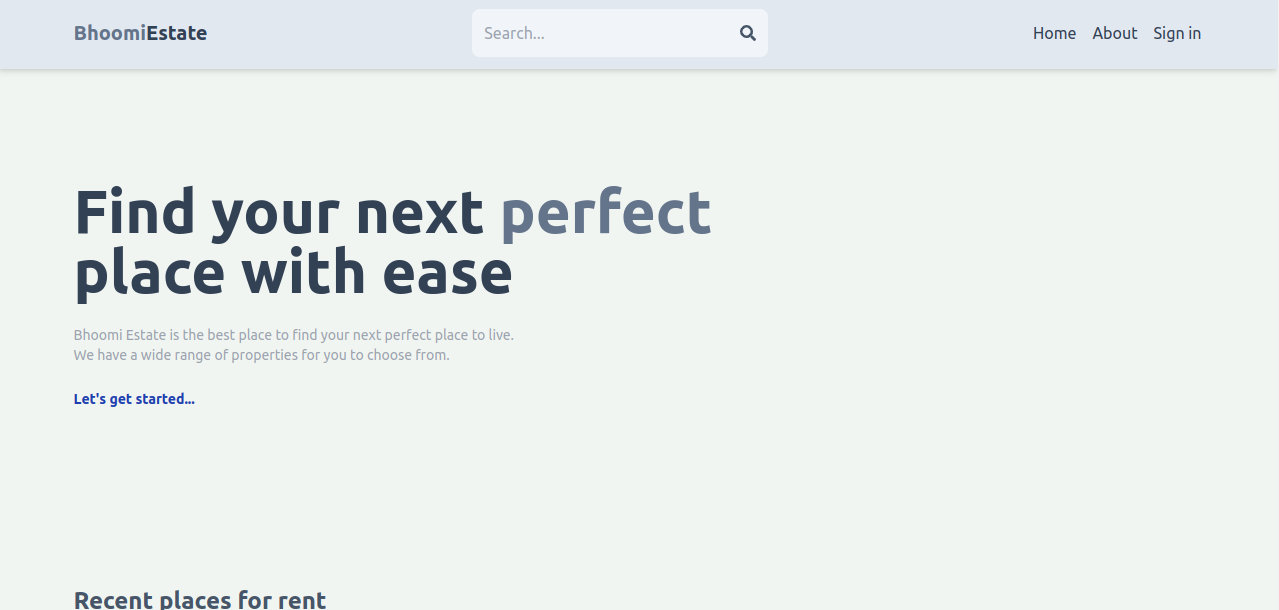 BhoomiEstate
Search...
Home About Sign in
Find your next perfect
place with ease
Bhoomi Estate is the best place to find your next perfect place to live.
We have a wide range of properties for you to choose from.
Let's get started...
Recent places for rent